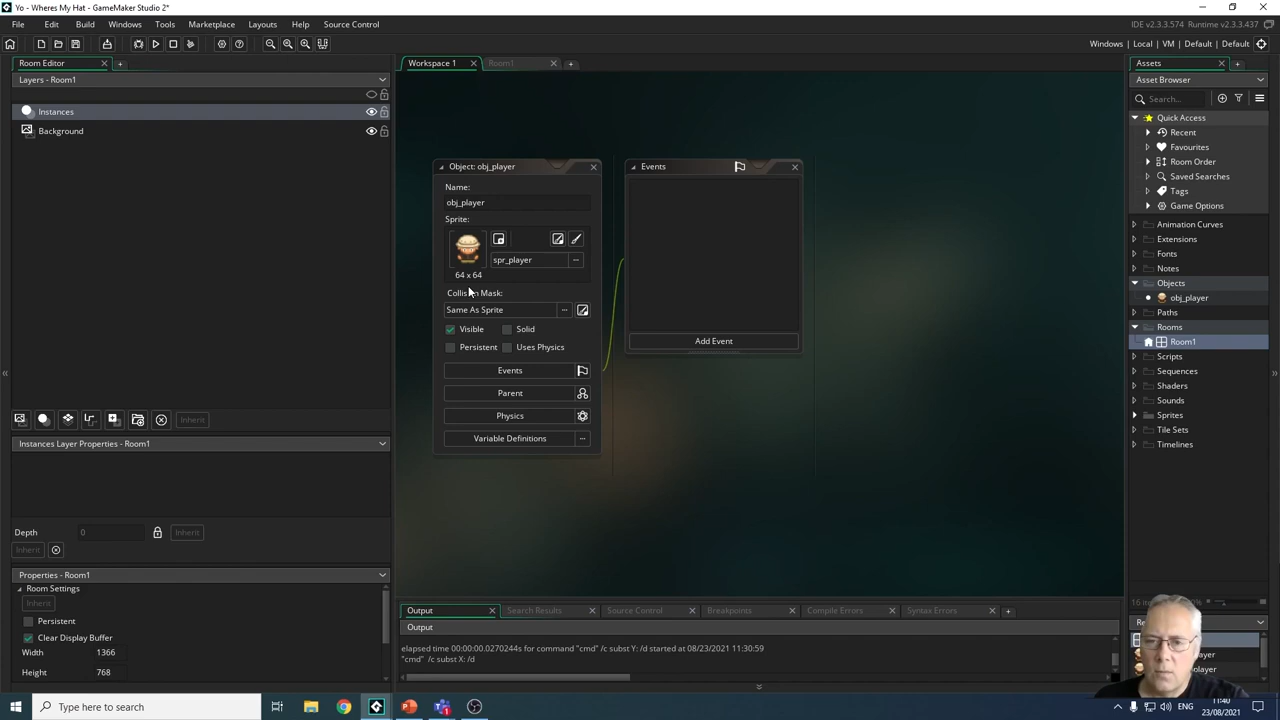 Yo - Wheres My Hat - GameMaker Studio 2*
File Edit Build Windows Tools Marketplace Layouts Help Source Control
IDE v2.3.3.574 Runtime v2.3.3.437
Windows | Local | VM | Default | Default
Room Editor
Layers - Room1
Instances
Background
Inherit
Instances Layer Properties - Room1
Depth 0 Inherit
Inherit
Properties - Room1
Room Settings
Inherit
Persistent
Clear Display Buffer
Width 1366
Height 768
Workspace 1 Room1
Object: obj_player
Name:
obj_player
Sprite:
spr_player
64 x 64
Collision Mask:
Same As Sprite
Visible Solid
Persistent Uses Physics
Events
Parent
Physics
Variable Definitions
Events
Add Event
Output Search Results Source Control Breakpoints Compile Errors Syntax Errors
Output
elapsed time 00:00:00.0270244s for command "cmd" /c subst Y: /d started at 08/23/2021 11:30:59
"cmd" /c subst X: /d
Assets
Asset Browser
Search...
Quick Access
Recent
Favourites
Room Order
Saved Searches
Tags
Game Options
Animation Curves
Extensions
Fonts
Notes
Objects
obj_player
Paths
Rooms
Room1
Scripts
Sequences
Shaders
Sounds
Sprites
Tile Sets
Timelines
Type here to search
ENG
11:40
23/08/2021